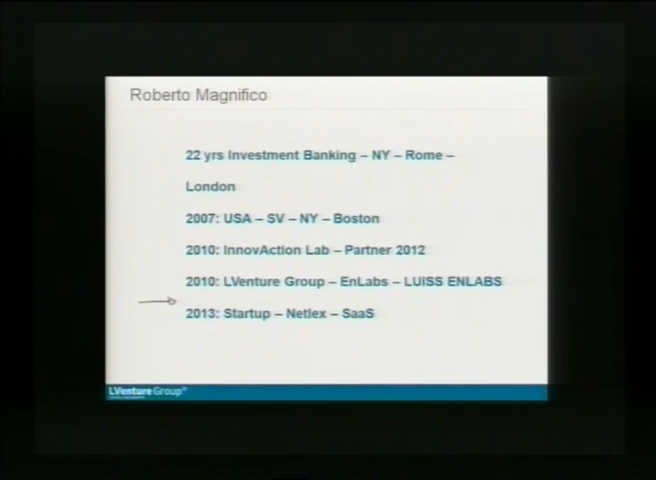 Roberto Magnifico
22 yrs Investment Banking – NY – Rome –
London
2007: USA – SV – NY – Boston
2010: InnovAction Lab – Partner 2012
2010: LVenture Group – EnLabs – LUISS ENLABS
2013: Startup – Netlex – SaaS
LVenture Group